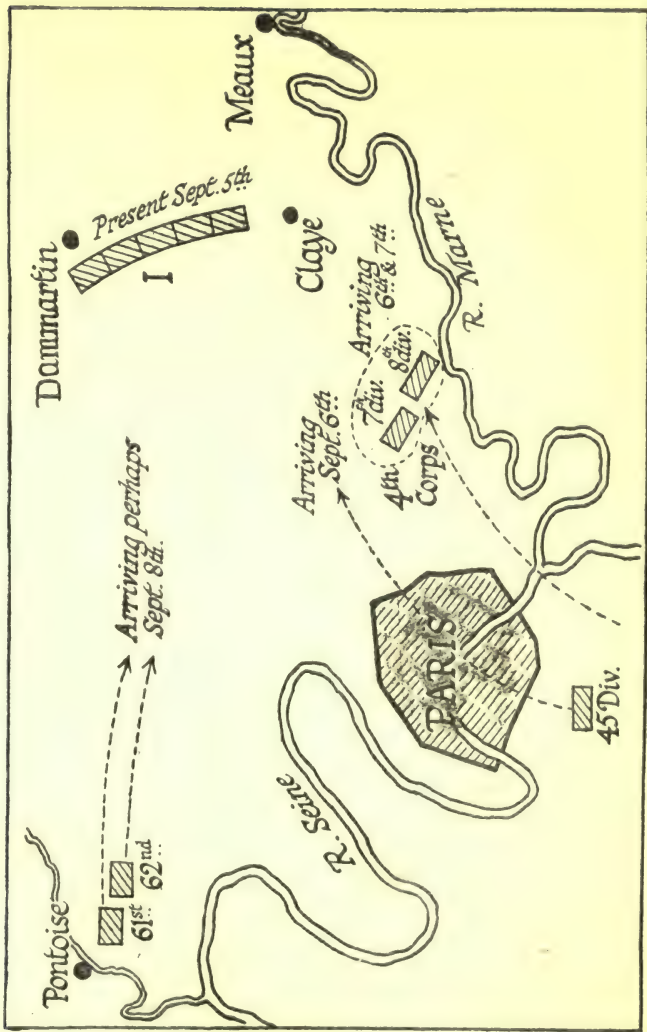 Pontoise
61st
62nd
Arriving perhaps
Sept. 8th.
Dammartin
Present Sept. 5th
I
Meaux
Claye
Arriving
6th & 7th
7th div.
8th div.
4th
Corps
Arriving
Sept. 6th
R. Marne
PARIS
R. Seine
45 Div.